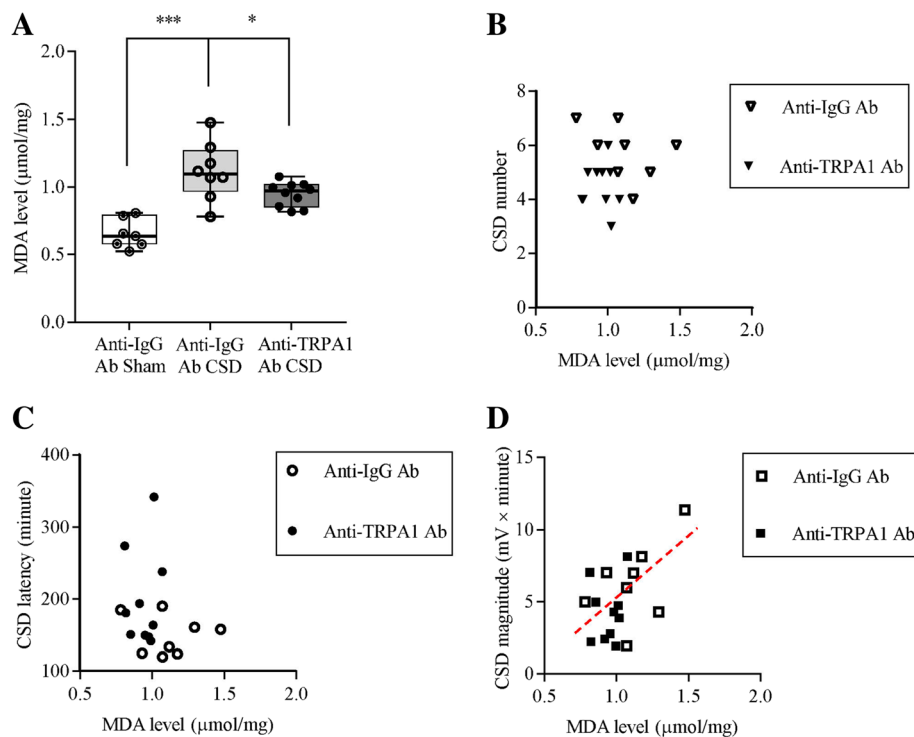 A
*** *
2.0
1.5
1.0
0.5
0.0
MDA level (μmol/mg)
Anti-IgG Anti-IgG Anti-TRPA1
Ab Sham Ab CSD Ab CSD
B
8
6
4
2
0
CSD number
0.5 1.0 1.5 2.0
MDA level (μmol/mg)
Anti-IgG Ab
Anti-TRPA1 Ab
C
400
300
200
100
CSD latency (minute)
0.5 1.0 1.5 2.0
MDA level (μmol/mg)
Anti-IgG Ab
Anti-TRPA1 Ab
D
15
10
5
0
CSD magnitude (mV × minute)
0.5 1.0 1.5 2.0
MDA level (μmol/mg)
Anti-IgG Ab
Anti-TRPA1 Ab